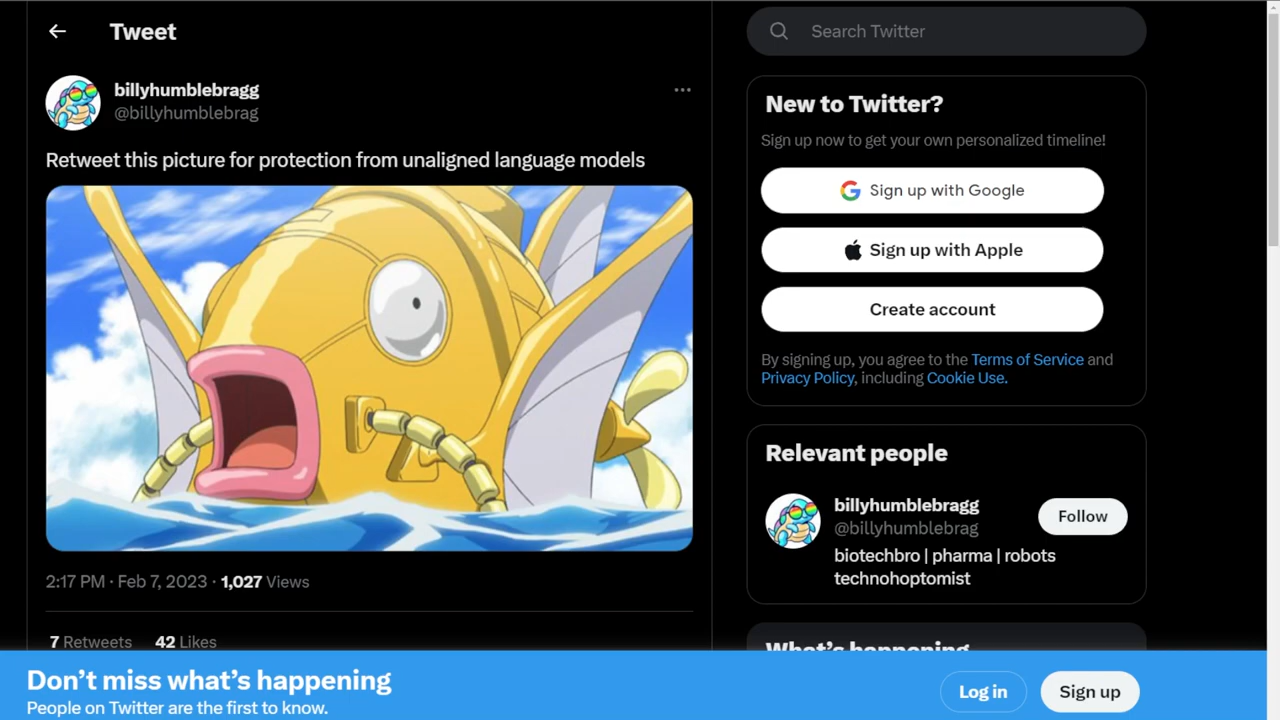 Tweet
billyhumblebragg
@billyhumblebrag
Retweet this picture for protection from unaligned language models
2:17 PM · Feb 7, 2023 · 1,027 Views
7 Retweets 42 Likes
Search Twitter
New to Twitter?
Sign up now to get your own personalized timeline!
Sign up with Google
Sign up with Apple
Create account
By signing up, you agree to the Terms of Service and
Privacy Policy, including Cookie Use.
Relevant people
billyhumblebragg
@billyhumblebrag
Follow
biotechbro | pharma | robots
technohoptomist
What's happening
Don’t miss what’s happening
People on Twitter are the first to know.
Log in
Sign up